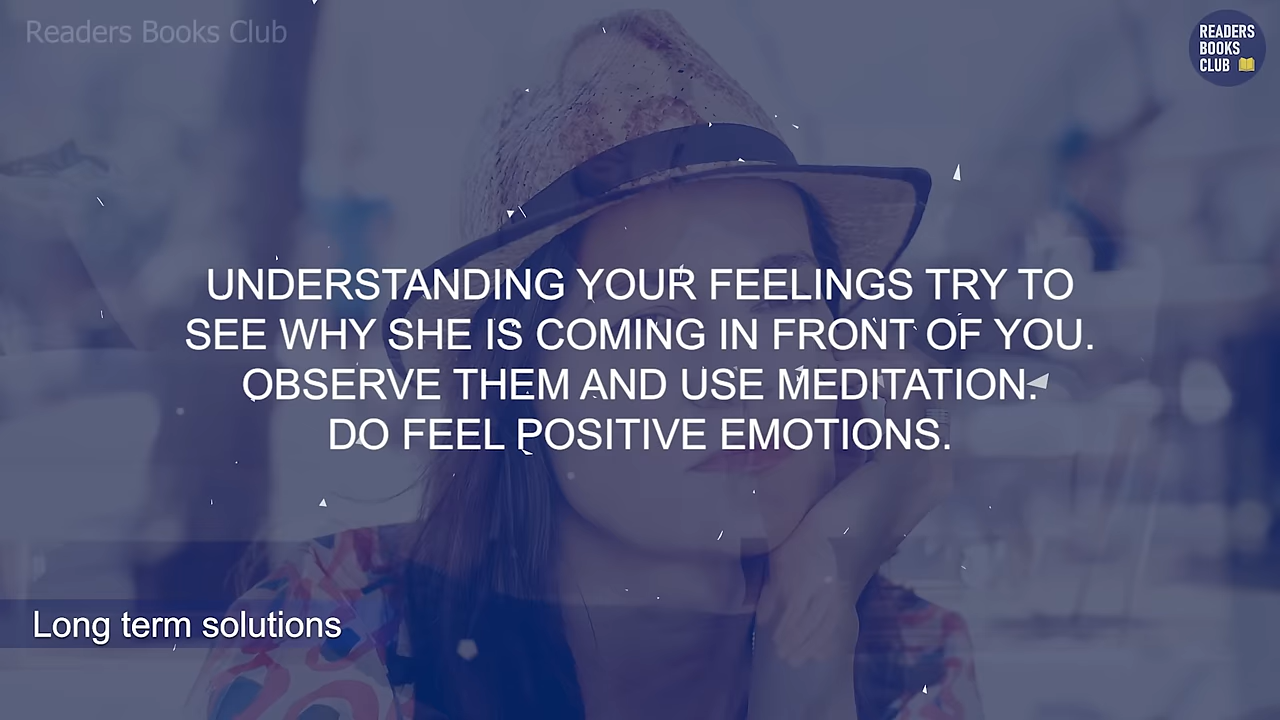 Readers Books Club
READERS
BOOKS
CLUB
UNDERSTANDING YOUR FEELINGS TRY TO
SEE WHY SHE IS COMING IN FRONT OF YOU.
OBSERVE THEM AND USE MEDITATION.
DO FEEL POSITIVE EMOTIONS.
Long term solutions